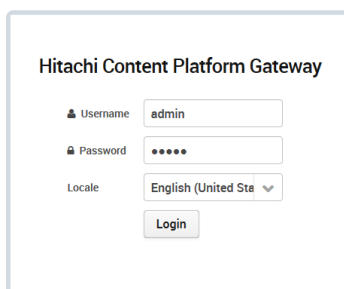 Hitachi Content Platform Gateway
Username admin
Password •••••
Locale English (United Sta
Login